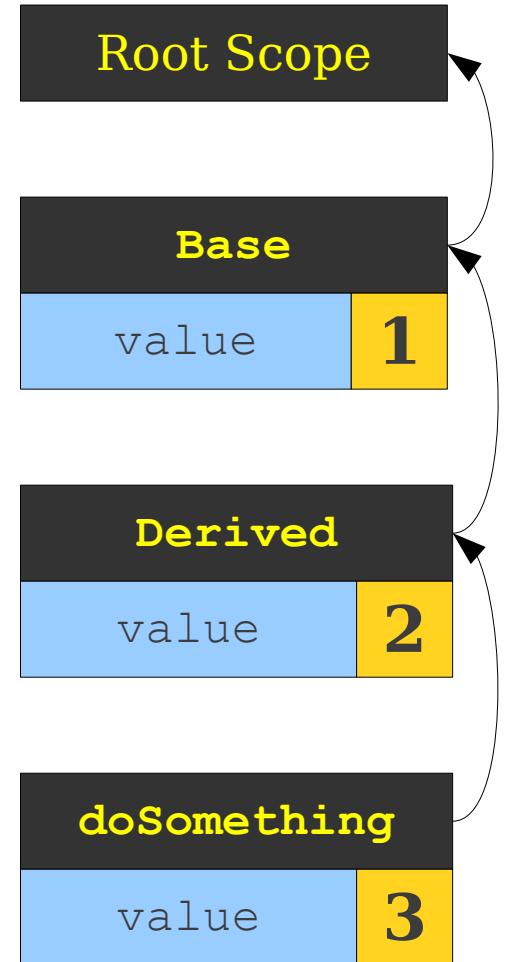 Root Scope
Base
value 1
Derived
value 2
doSomething
value 3